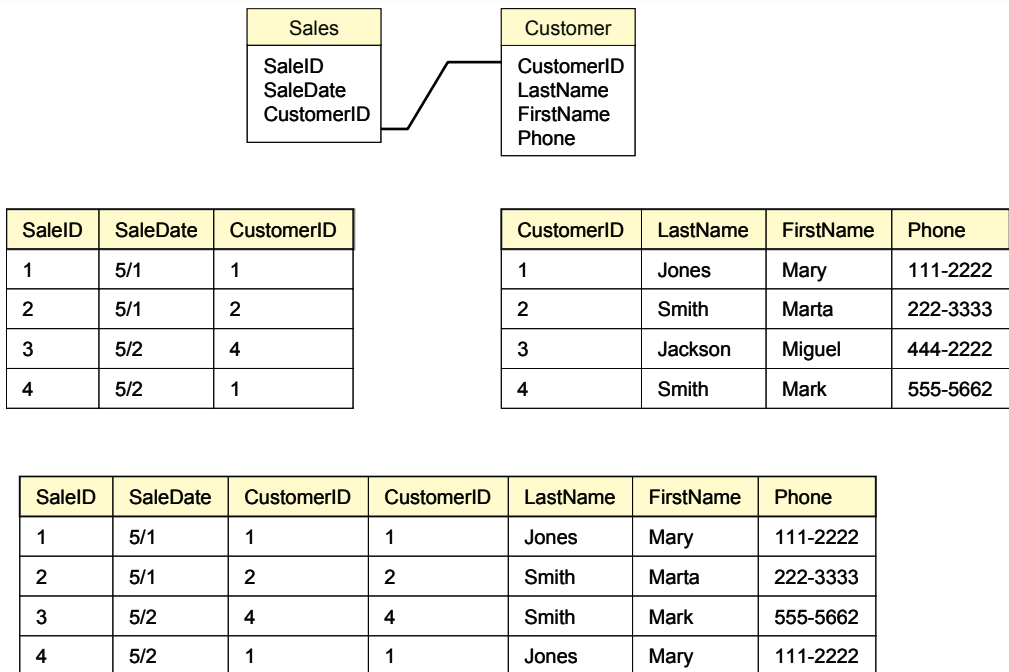 Sales Customer
SaleID
SaleDate
CustomerID
CustomerID
LastName
FirstName
Phone
SaleID SaleDate CustomerID
1 5/1 1
2 5/1 2
3 5/2 4
4 5/2 1
CustomerID LastName FirstName Phone
1 Jones Mary 111-2222
2 Smith Marta 222-3333
3 Jackson Miguel 444-2222
4 Smith Mark 555-5662
SaleID SaleDate CustomerID CustomerID LastName FirstName Phone
1 5/1 1 1 Jones Mary 111-2222
2 5/1 2 2 Smith Marta 222-3333
3 5/2 4 4 Smith Mark 555-5662
4 5/2 1 1 Jones Mary 111-2222